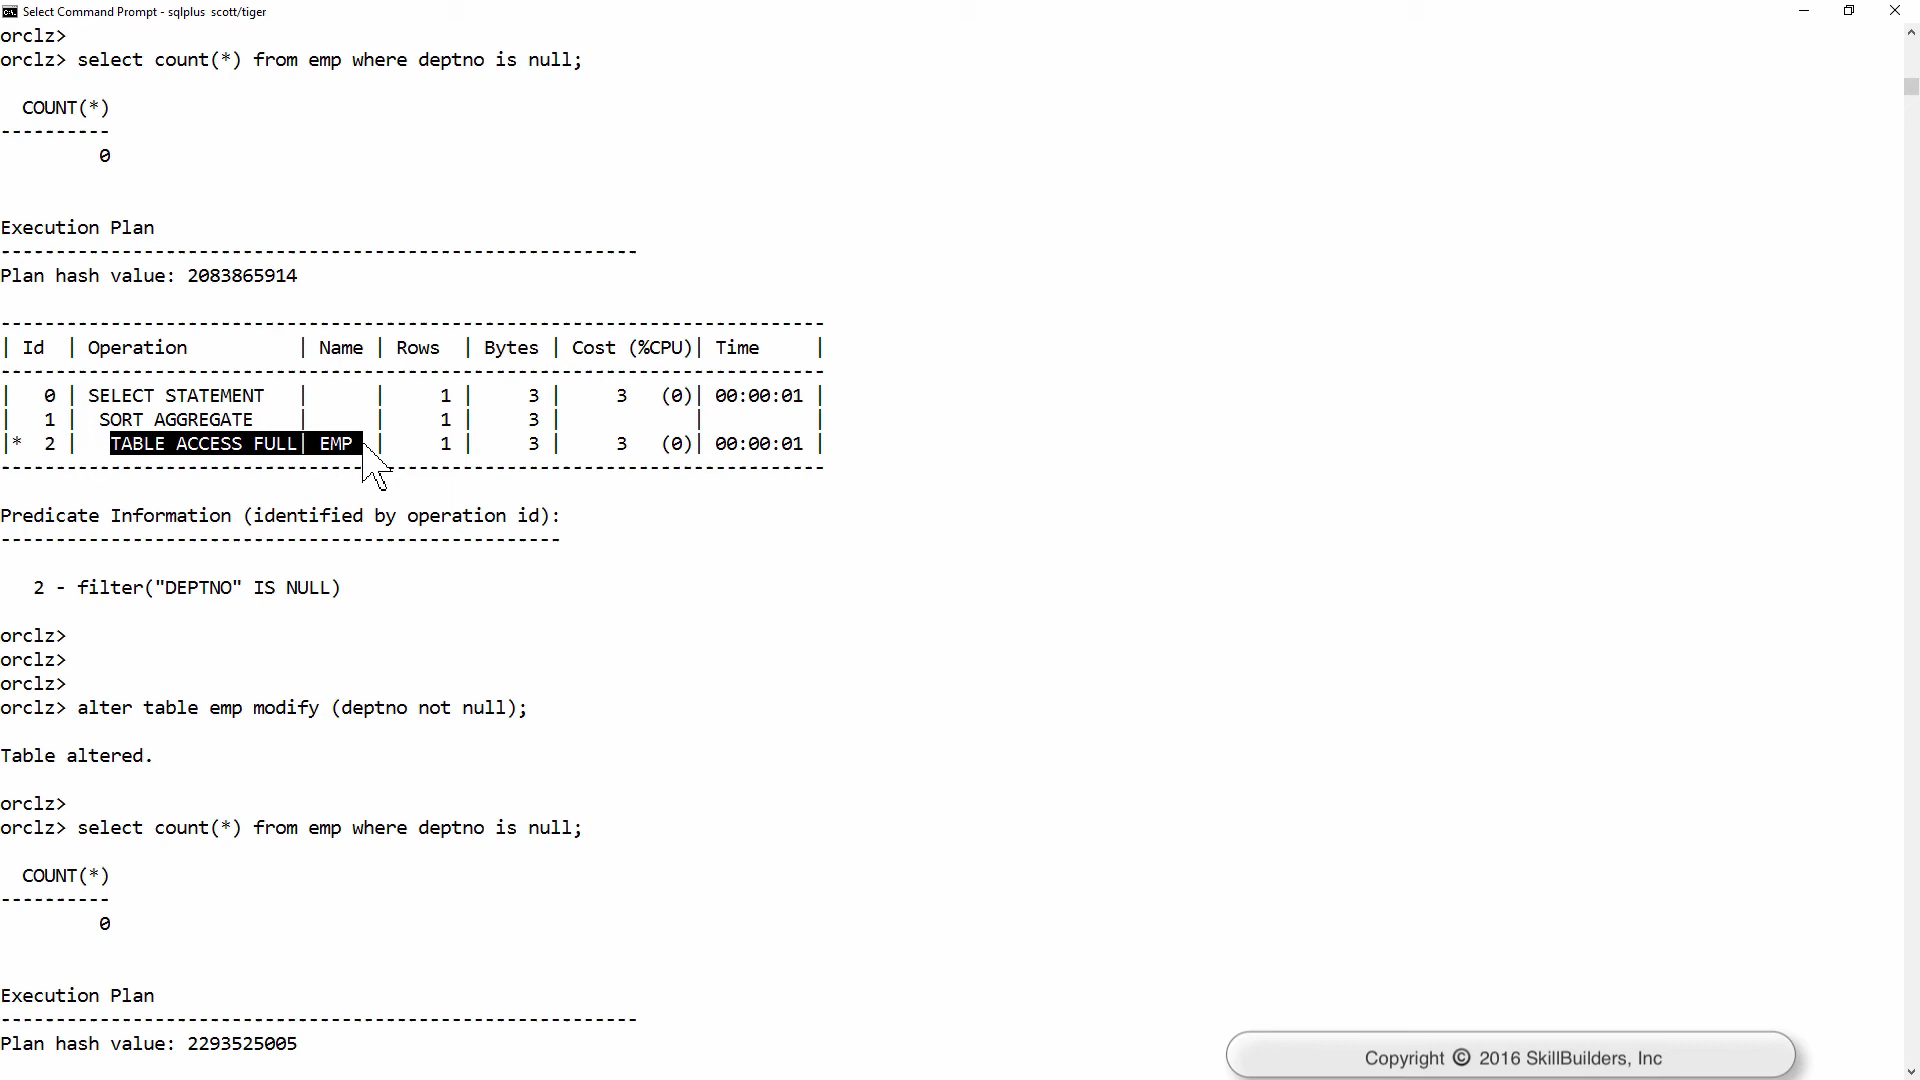 Select Command Prompt - sqlplus  scott/tiger
orclz>
orclz> select count(*) from emp where deptno is null;
  COUNT(*)
----------
         0
Execution Plan
----------------------------------------------------------
Plan hash value: 2083865914
---------------------------------------------------------------------------
| Id  | Operation          | Name | Rows  | Bytes | Cost (%CPU)| Time     |
---------------------------------------------------------------------------
|   0 | SELECT STATEMENT   |      |     1 |     3 |     3   (0)| 00:00:01 |
|   1 |  SORT AGGREGATE    |      |     1 |     3 |            |          |
|*  2 |   TABLE ACCESS FULL| EMP  |     1 |     3 |     3   (0)| 00:00:01 |
---------------------------------------------------------------------------
Predicate Information (identified by operation id):
---------------------------------------------------
   2 - filter("DEPTNO" IS NULL)
orclz>
orclz>
orclz>
orclz> alter table emp modify (deptno not null);
Table altered.
orclz>
orclz> select count(*) from emp where deptno is null;
  COUNT(*)
----------
         0
Execution Plan
----------------------------------------------------------
Plan hash value: 2293525005
Copyright © 2016 SkillBuilders, Inc